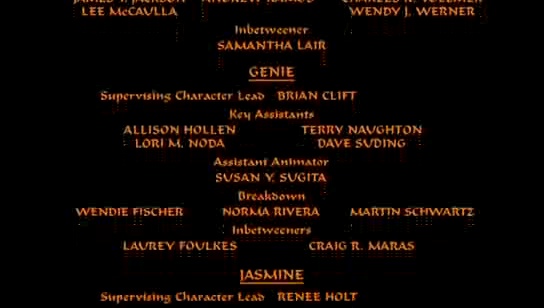 LEE McCAULLA WENDY J. WERNER
Inbetweener
SAMANTHA LAIR
GENIE
Supervising Character Lead BRIAN CLIFT
Key Assistants
ALLISON HOLLEN TERRY NAUGHTON
LORI M. NODA DAVE SUDING
Assistant Animator
SUSAN Y. SUGITA
Breakdown
WENDIE FISCHER NORMA RIVERA MARTIN SCHWARTZ
Inbetweeners
LAUREY FOULKES CRAIG R. MARAS
JASMINE
Supervising Character Lead RENEE HOLT